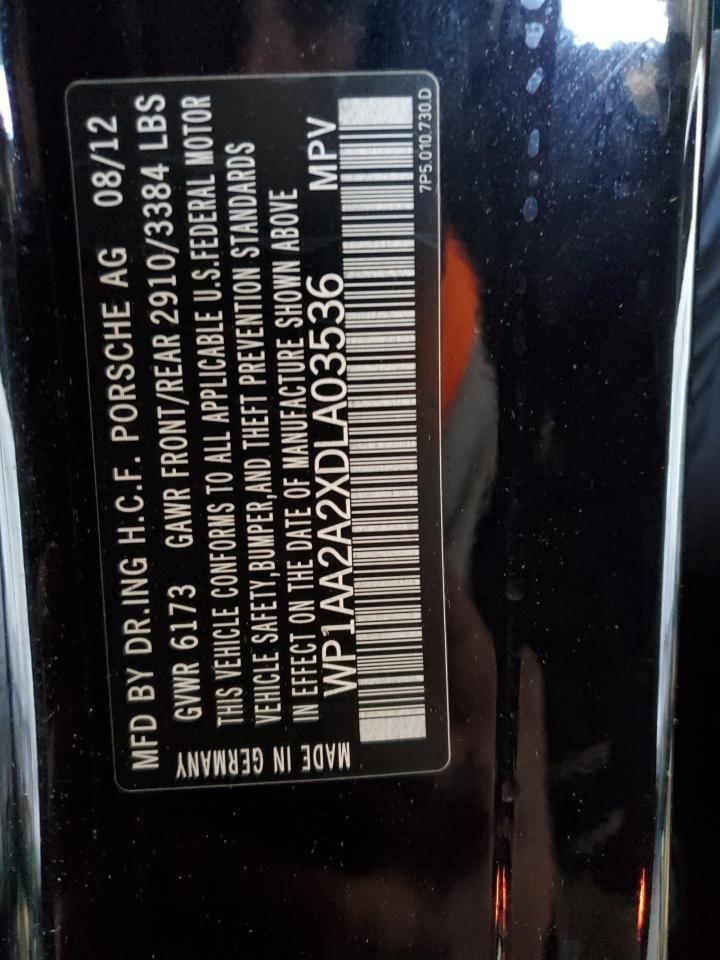 MFD BY DR.ING H.C.F. PORSCHE AG 08/12
GVWR 6173 GAWR FRONT/REAR 2910/3384 LBS
THIS VEHICLE CONFORMS TO ALL APPLICABLE U.S.FEDERAL MOTOR
VEHICLE SAFETY,BUMPER,AND THEFT PREVENTION STANDARDS
IN EFFECT ON THE DATE OF MANUFACTURE SHOWN ABOVE
WP1AA2A2XDLA03536 MPV
7P5.010.730.D
MADE IN GERMANY